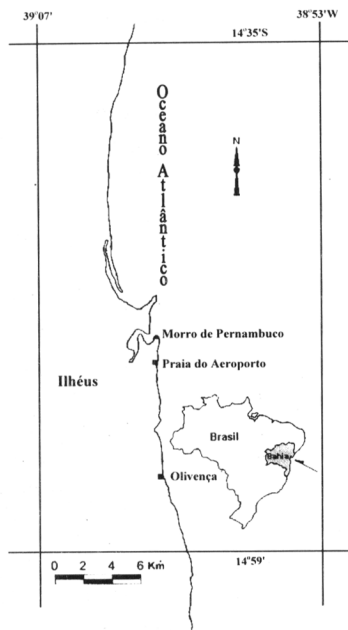 39°07' 38°53'W
14°35'S
Oceano Atlântico
N
Morro de Pernambuco
Praia do Aeroporto
Ilhéus
Brasil
Bahia
Olivença
14°59'
0 2 4 6 Km